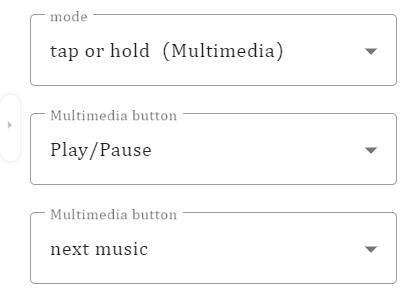 mode
tap or hold (Multimedia)
Multimedia button
Play/Pause
Multimedia button
next music